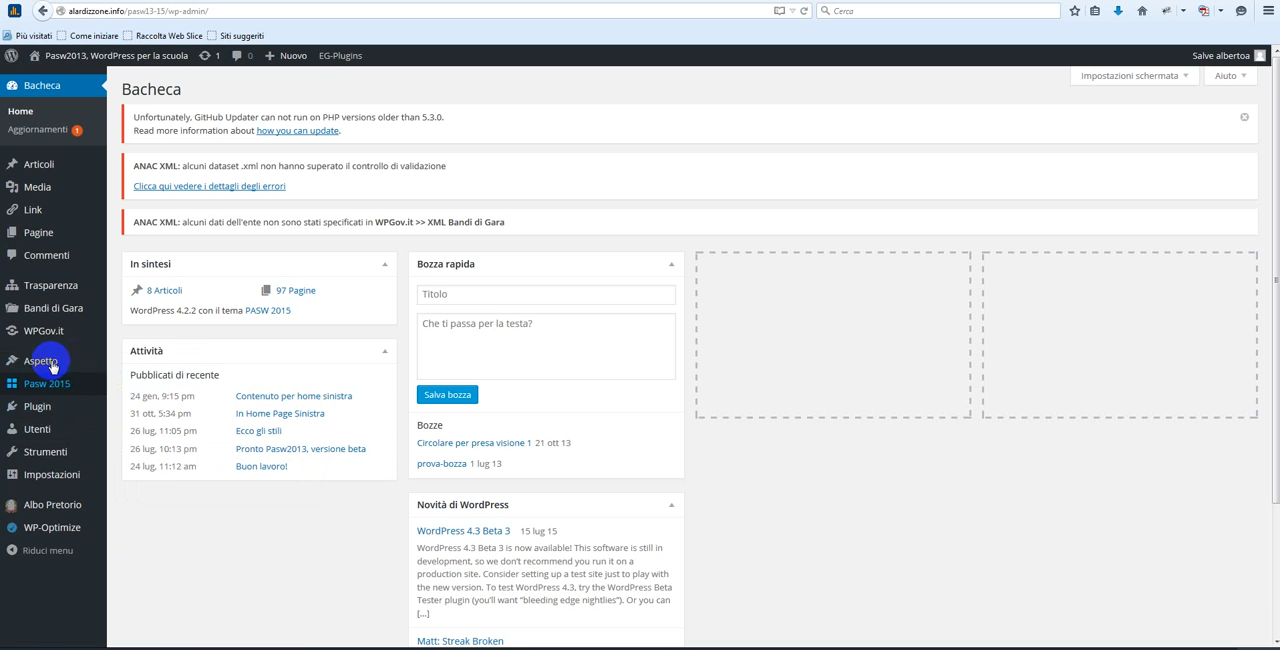 alardizzone.info/pasw13-15/wp-admin/
Cerca
Più visitati Come iniziare Raccolta Web Slice Siti suggeriti
Pasw2013, WordPress per la scuola 1 0 Nuovo EG-Plugins Salve albertoa
Impostazioni schermata Aiuto
Bacheca
Home
Aggiornamenti 1
Articoli
Media
Link
Pagine
Commenti
Trasparenza
Bandi di Gara
WPGov.it
Aspetto
Pasw 2015
Plugin
Utenti
Strumenti
Impostazioni
Albo Pretorio
WP-Optimize
Riduci menu
Bacheca
Unfortunately, GitHub Updater can not run on PHP versions older than 5.3.0.
Read more information about how you can update.
ANAC XML: alcuni dataset .xml non hanno superato il controllo di validazione
Clicca qui vedere i dettagli degli errori
ANAC XML: alcuni dati dell'ente non sono stati specificati in WPGov.it >> XML Bandi di Gara
In sintesi
8 Articoli 97 Pagine
WordPress 4.2.2 con il tema PASW 2015
Attività
Pubblicati di recente
24 gen, 9:15 pm Contenuto per home sinistra
31 ott, 5:34 pm In Home Page Sinistra
26 lug, 11:05 pm Ecco gli stili
26 lug, 10:13 pm Pronto Pasw2013, versione beta
24 lug, 11:12 am Buon lavoro!
Bozza rapida
Titolo
Che ti passa per la testa?
Salva bozza
Bozze
Circolare per presa visione 1 21 ott 13
prova-bozza 1 lug 13
Novità di WordPress
WordPress 4.3 Beta 3 15 lug 15
WordPress 4.3 Beta 3 is now available! This software is still in
development, so we don't recommend you run it on a
production site. Consider setting up a test site just to play with
the new version. To test WordPress 4.3, try the WordPress Beta
Tester plugin (you'll want "bleeding edge nightlies"). Or you can
[...]
Matt: Streak Broken